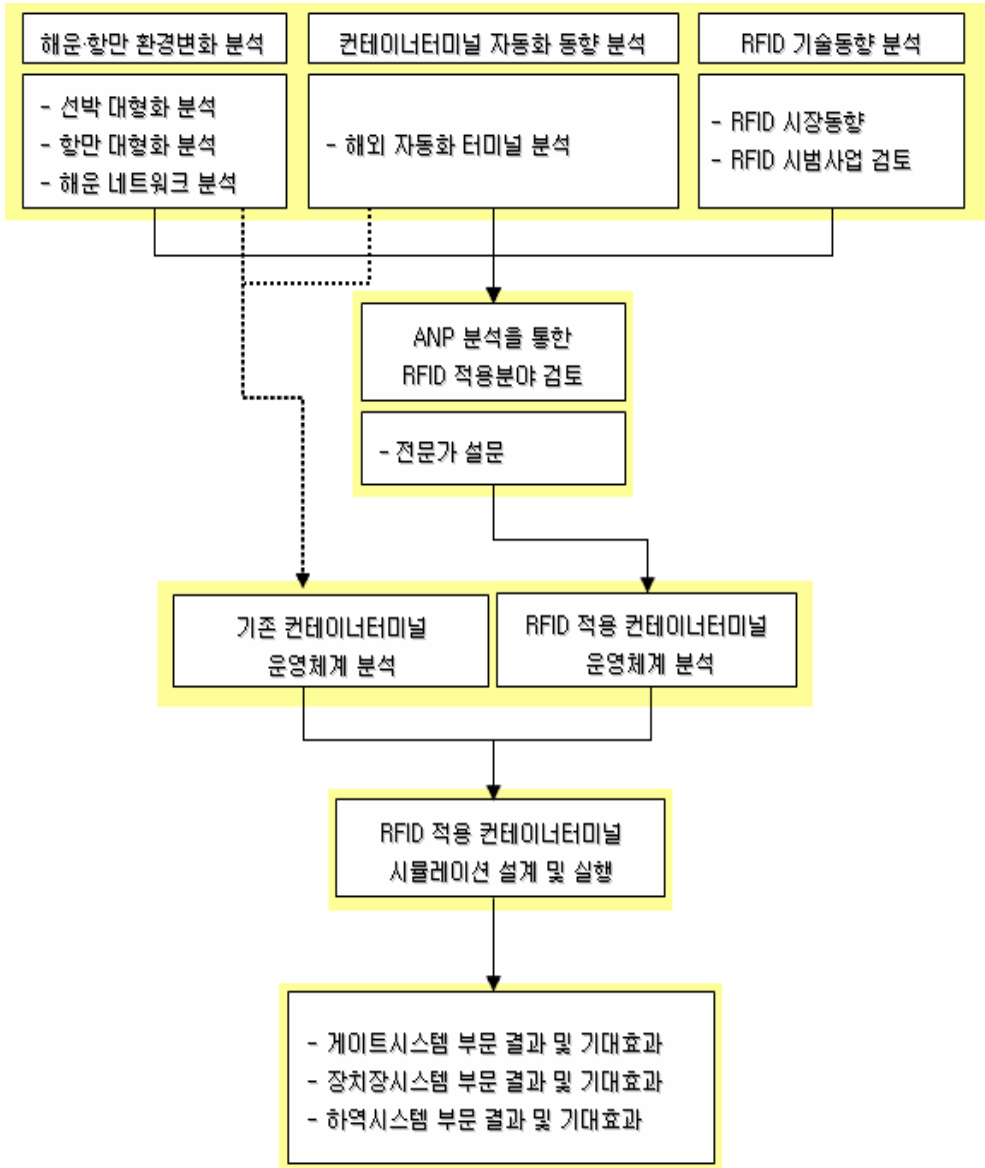 해운·항만 환경변화 분석
컨테이너터미널 자동화 동향 분석
RFID 기술동향 분석
- 선박 대형화 분석
- 항만 대형화 분석
- 해운 네트워크 분석
- 해외 자동화 터미널 분석
- RFID 시장동향
- RFID 시범사업 검토
ANP 분석을 통한
RFID 적용분야 검토
- 전문가 설문
기존 컨테이너터미널
운영체계 분석
RFID 적용 컨테이너터미널
운영체계 분석
RFID 적용 컨테이너터미널
시뮬레이션 설계 및 실행
- 게이트시스템 부문 결과 및 기대효과
- 장치장시스템 부문 결과 및 기대효과
- 하역시스템 부문 결과 및 기대효과